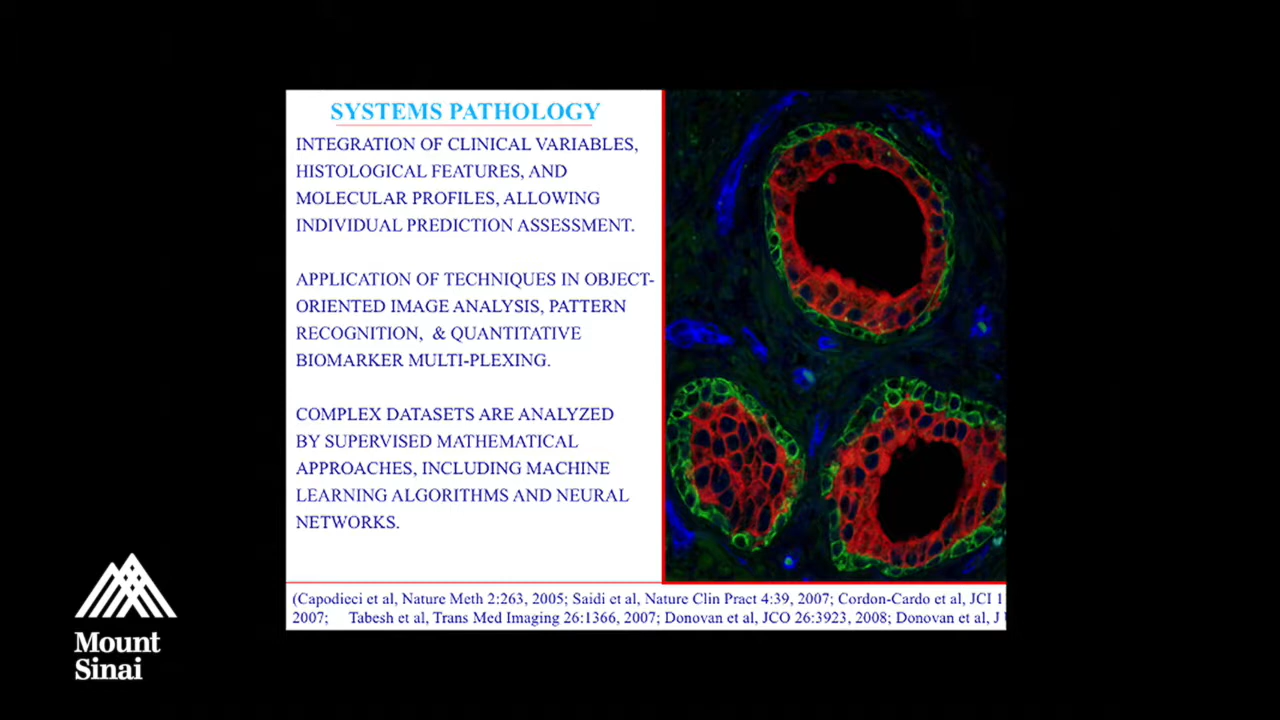 SYSTEMS PATHOLOGY
INTEGRATION OF CLINICAL VARIABLES,
HISTOLOGICAL FEATURES, AND
MOLECULAR PROFILES, ALLOWING
INDIVIDUAL PREDICTION ASSESSMENT.
APPLICATION OF TECHNIQUES IN OBJECT-
ORIENTED IMAGE ANALYSIS, PATTERN
RECOGNITION, & QUANTITATIVE
BIOMARKER MULTI-PLEXING.
COMPLEX DATASETS ARE ANALYZED
BY SUPERVISED MATHEMATICAL
APPROACHES, INCLUDING MACHINE
LEARNING ALGORITHMS AND NEURAL
NETWORKS.
(Capodieci et al, Nature Meth 2:263, 2005; Saidi et al, Nature Clin Pract 4:39, 2007; Cordon-Cardo et al, JCI 1
2007; Tabesh et al, Trans Med Imaging 26:1366, 2007; Donovan et al, JCO 26:3923, 2008; Donovan et al, J
Mount
Sinai